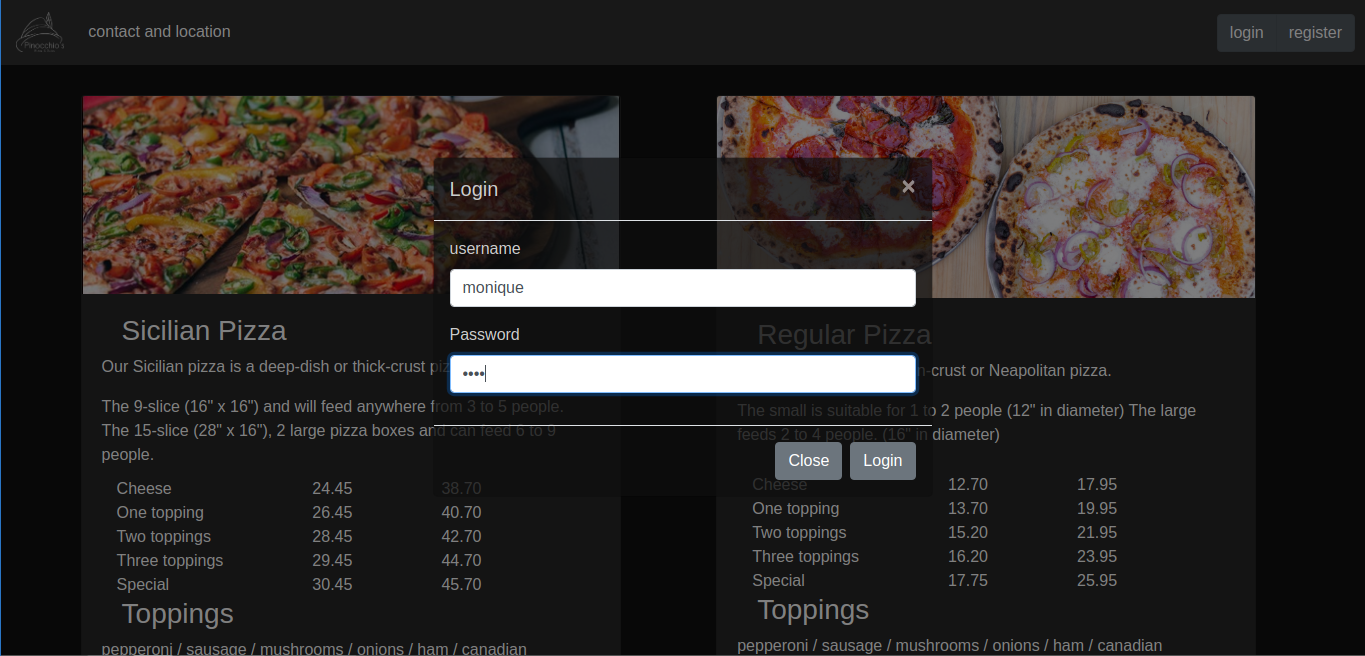 Pinocchio's
contact and location
login
register
Login
×
username
monique
Password
••••
Close
Login
Sicilian Pizza
Our Sicilian pizza is a deep-dish or thick-crust
The 9-slice (16" x 16") and will feed anywhere from 3 to 5 people.
The 15-slice (28" x 16"), 2 large pizza boxes and can feed 6 to 9
people.
Cheese 24.45 38.70
One topping 26.45 40.70
Two toppings 28.45 42.70
Three toppings 29.45 44.70
Special 30.45 45.70
Toppings
pepperoni / sausage / mushrooms / onions / ham / canadian
Regular Pizza
-crust or Neapolitan pizza.
The small is suitable for 1 to 2 people (12" in diameter) The large
feeds 2 to 4 people. (16" in diameter)
Cheese 12.70 17.95
One topping 13.70 19.95
Two toppings 15.20 21.95
Three toppings 16.20 23.95
Special 17.75 25.95
Toppings
pepperoni / sausage / mushrooms / onions / ham / canadian